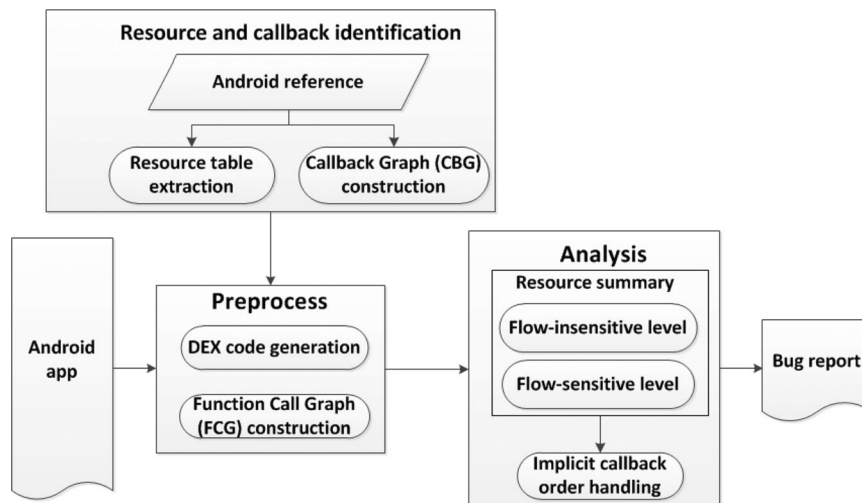 Resource and callback identification
Android reference
Resource table
extraction
Callback Graph (CBG)
construction
Android
app
Preprocess
DEX code generation
Function Call Graph
(FCG) construction
Analysis
Resource summary
Flow-insensitive level
Flow-sensitive level
Implicit callback
order handling
Bug report